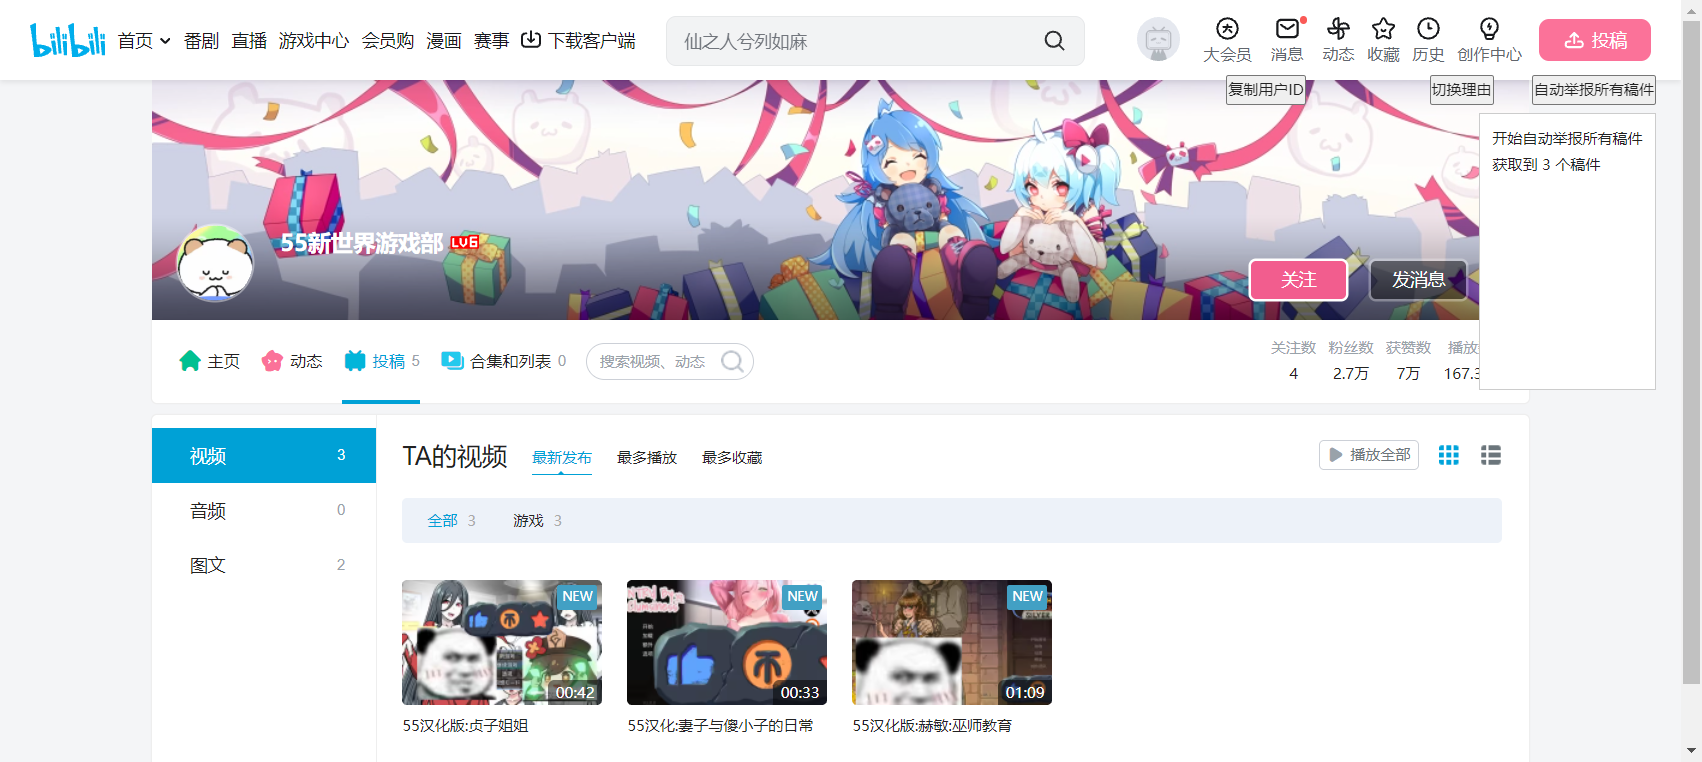 bilibili
首页 番剧 直播 游戏中心 会员购 漫画 赛事 下载客户端
仙之人兮列如麻
大会员 消息 动态 收藏 历史 创作中心 投稿
复制用户ID 切换理由 自动举报所有稿件
开始自动举报所有稿件
获取到 3 个稿件
55新世界游戏部 LV6
关注 发消息
主页 动态 投稿 5 合集和列表 0 搜索视频、动态
关注数 粉丝数 获赞数 播放
4 2.7万 7万 167.3
视频 3
音频 0
图文 2
TA的视频 最新发布 最多播放 最多收藏 播放全部
全部 3 游戏 3
NEW NEW NEW
00:42 00:33 01:09
55汉化版:贞子姐姐 55汉化:妻子与傻小子的日常 55汉化版:赫敏:巫师教育